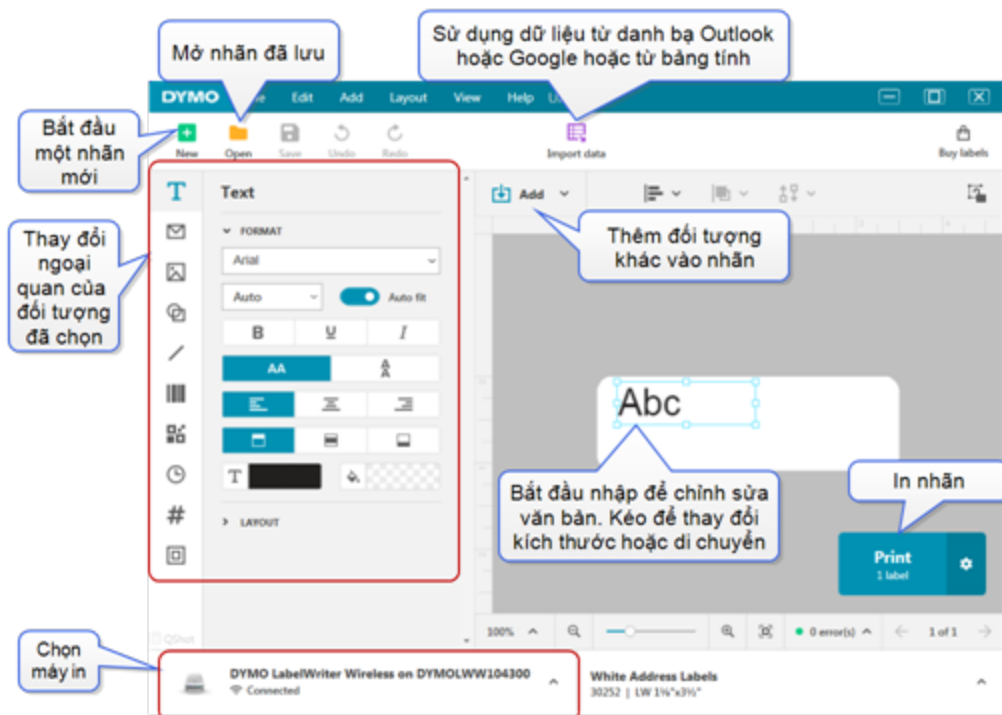 Mở nhãn đã lưu
Sử dụng dữ liệu từ danh bạ Outlook
hoặc Google hoặc từ bảng tính
DYMO
Edit
Add
Layout
View
Help
Bắt đầu
một nhãn
mới
New
Open
Save
Undo
Redo
Import data
Buy labels
Text
Add
Thay đổi
ngoại
quan của
đối tượng
đã chọn
FORMAT
Arial
Auto
Auto fit
B U I
AA
A
A
T
LAYOUT
Thêm đối tượng
khác vào nhãn
Abc
Bắt đầu nhập để chỉnh sửa
văn bản. Kéo để thay đổi
kích thước hoặc di chuyển
In nhãn
Print
1 label
QShot
100%
0 error(s)
1 of 1
Chọn
máy in
DYMO LabelWriter Wireless on DYMOLWW104300
Connected
White Address Labels
30252 | LW 1⅛"x3½"